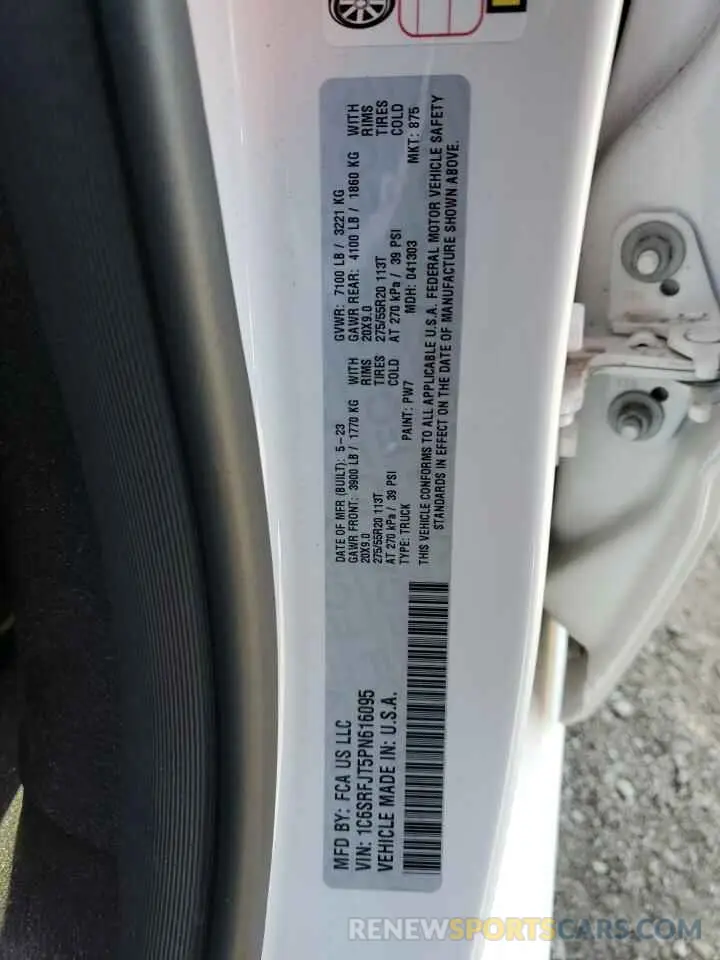 MFD BY: FCA US LLC
VIN: 1C6SRFJT5PN616095
VEHICLE MADE IN: U.S.A.
DATE OF MFR (BUILT): 5-23 GVWR: 7100 LB / 3221 KG
GAWR FRONT: 3900 LB / 1770 KG WITH GAWR REAR: 4100 LB / 1860 KG WITH
20X9.0 RIMS 20X9.0 RIMS
275/55R20 113T TIRES 275/55R20 113T TIRES
AT 270 kPa / 39 PSI COLD AT 270 kPa / 39 PSI COLD
TYPE: TRUCK PAINT: PW7 MDH: 041303 MKT: 875
THIS VEHICLE CONFORMS TO ALL APPLICABLE U.S.A. FEDERAL MOTOR VEHICLE SAFETY
STANDARDS IN EFFECT ON THE DATE OF MANUFACTURE SHOWN ABOVE.
RENEWSPORTSCARS.COM